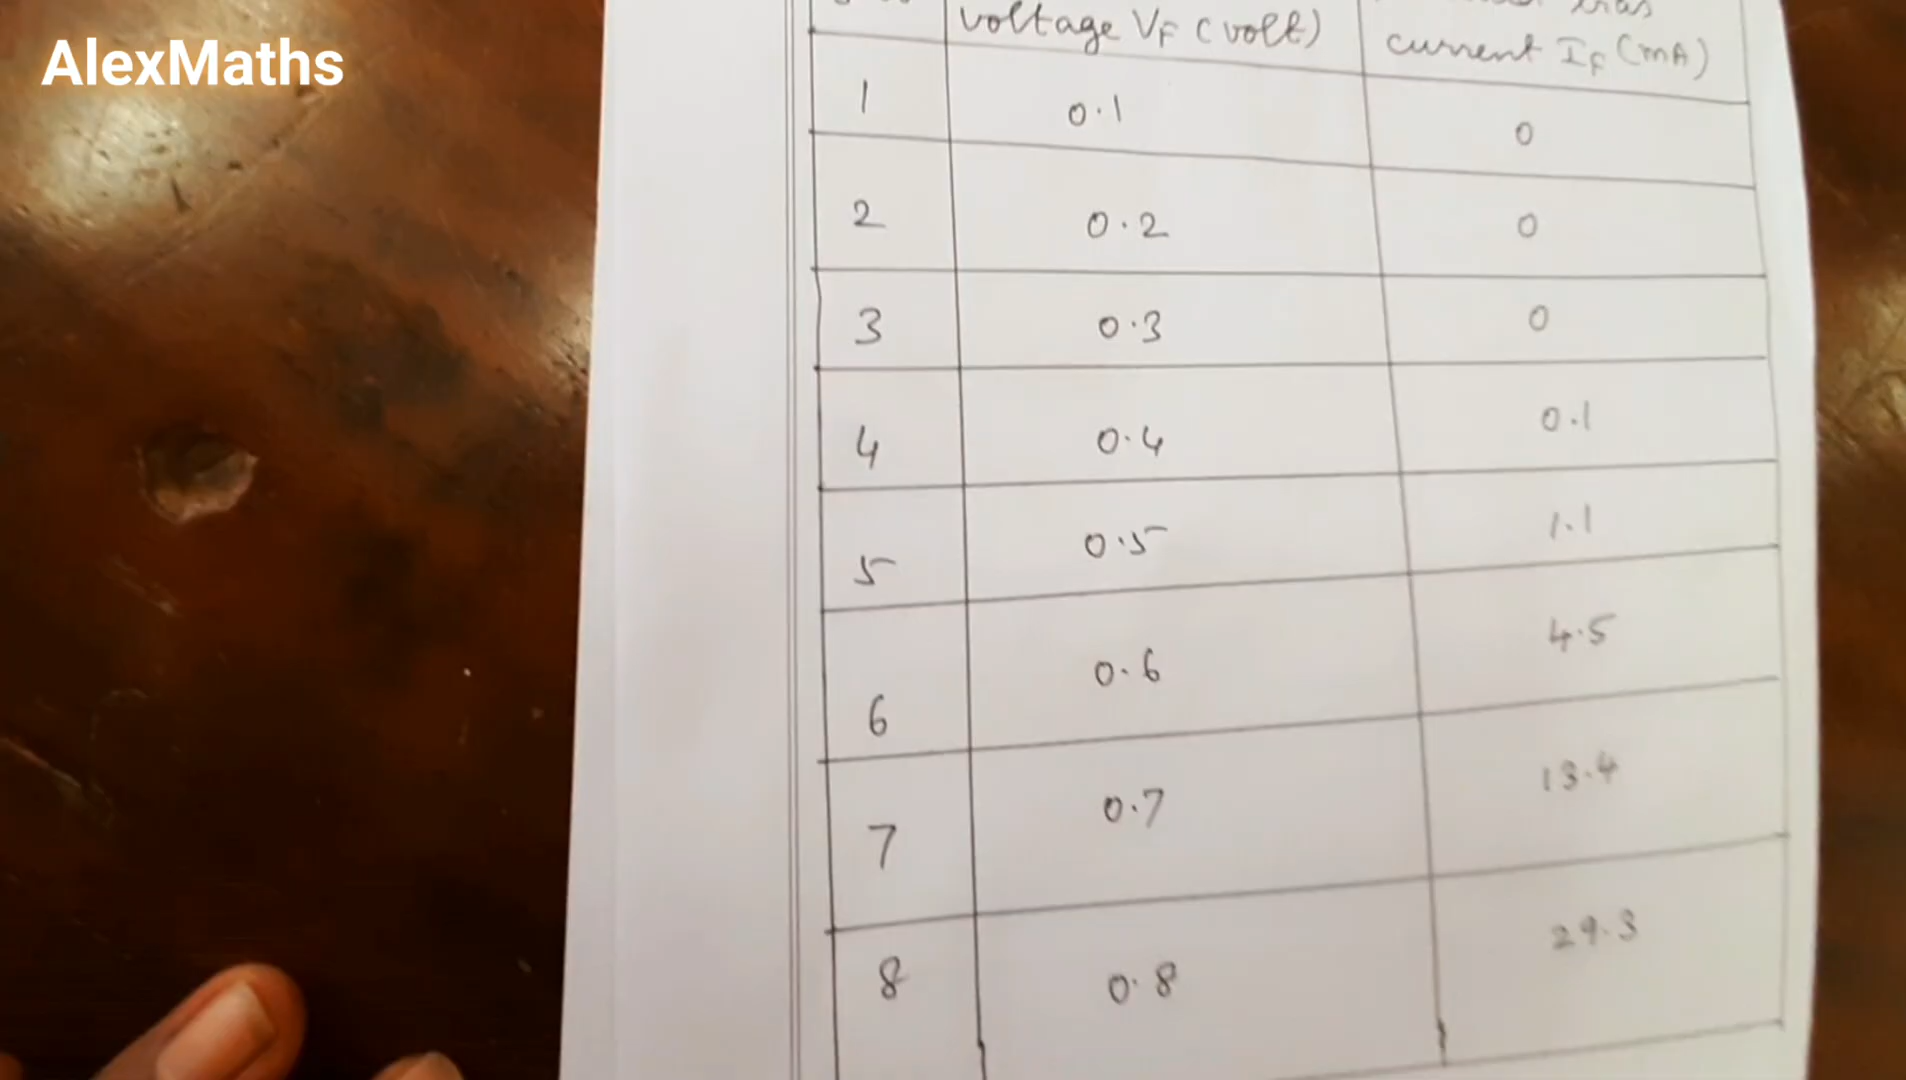 AlexMaths
voltage VF (volt)
current IF (mA)
1 0.1 0
2 0.2 0
3 0.3 0
4 0.4 0.1
5 0.5 1.1
6 0.6 4.5
7 0.7 13.4
8 0.8 29.3